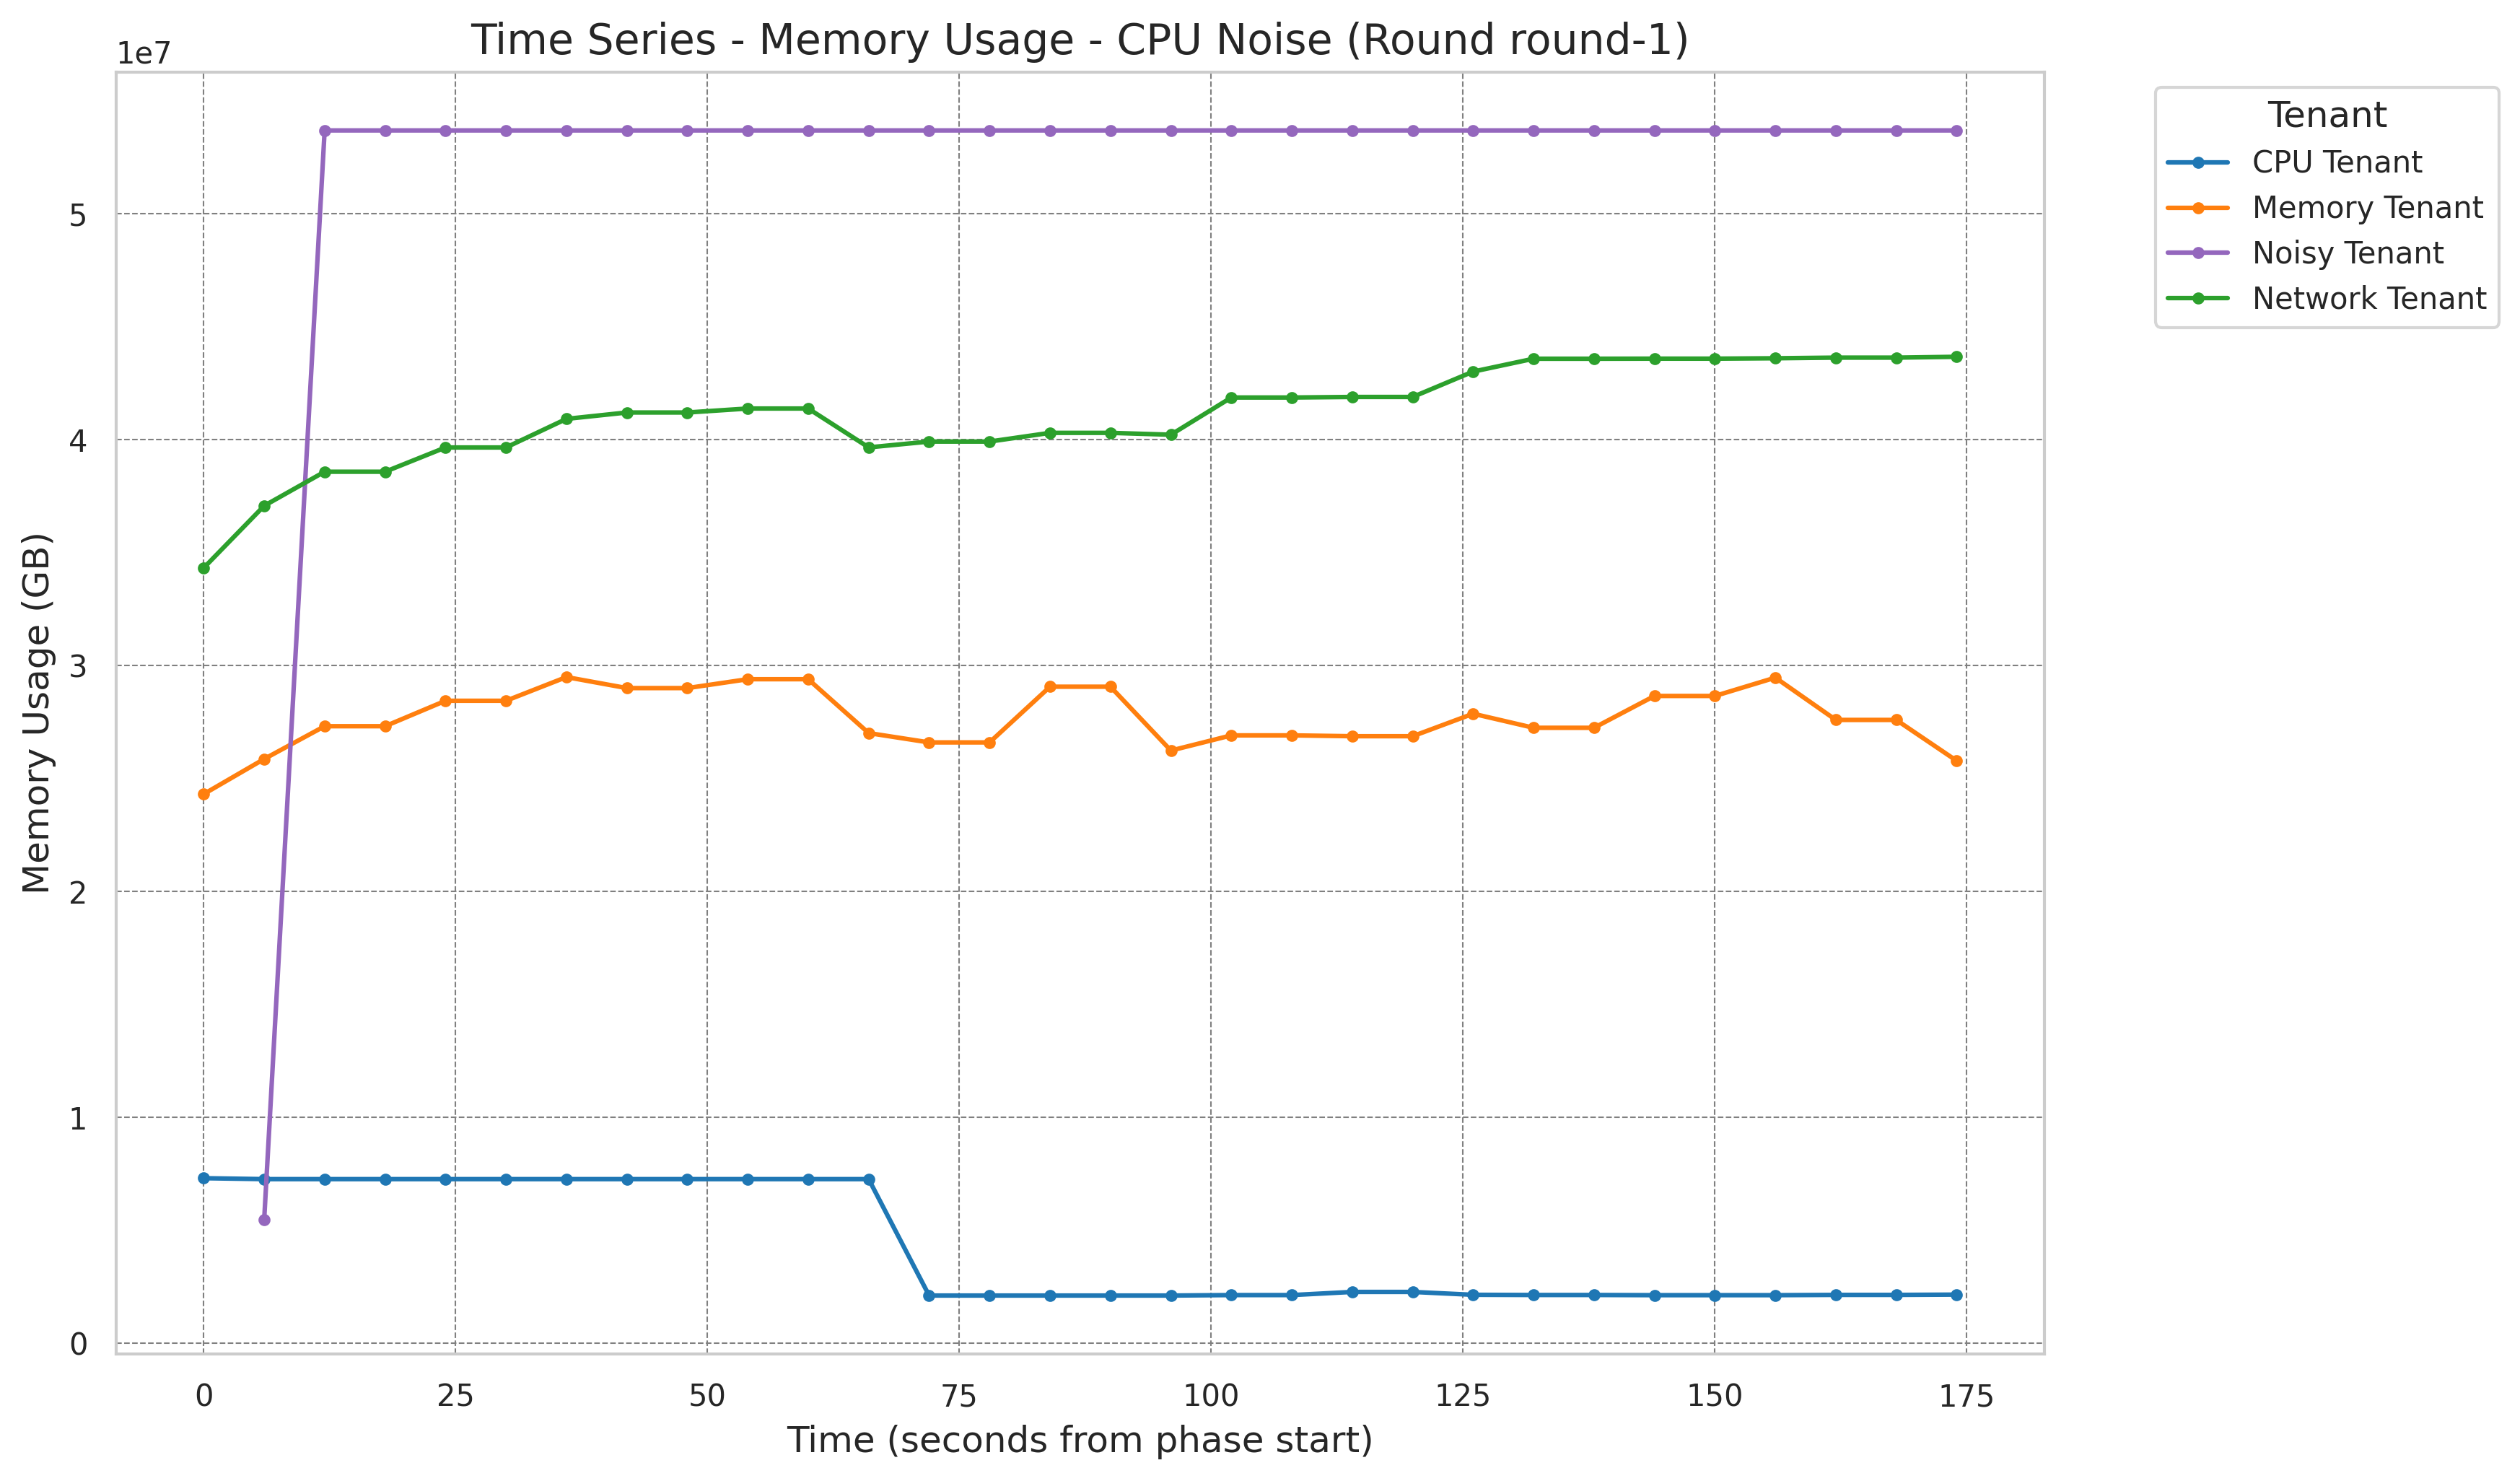 Time Series - Memory Usage - CPU Noise (Round round-1)
1e7
Memory Usage (GB)
5
4
3
2
1
0
0 25 50 75 100 125 150 175
Time (seconds from phase start)
Tenant
CPU Tenant
Memory Tenant
Noisy Tenant
Network Tenant